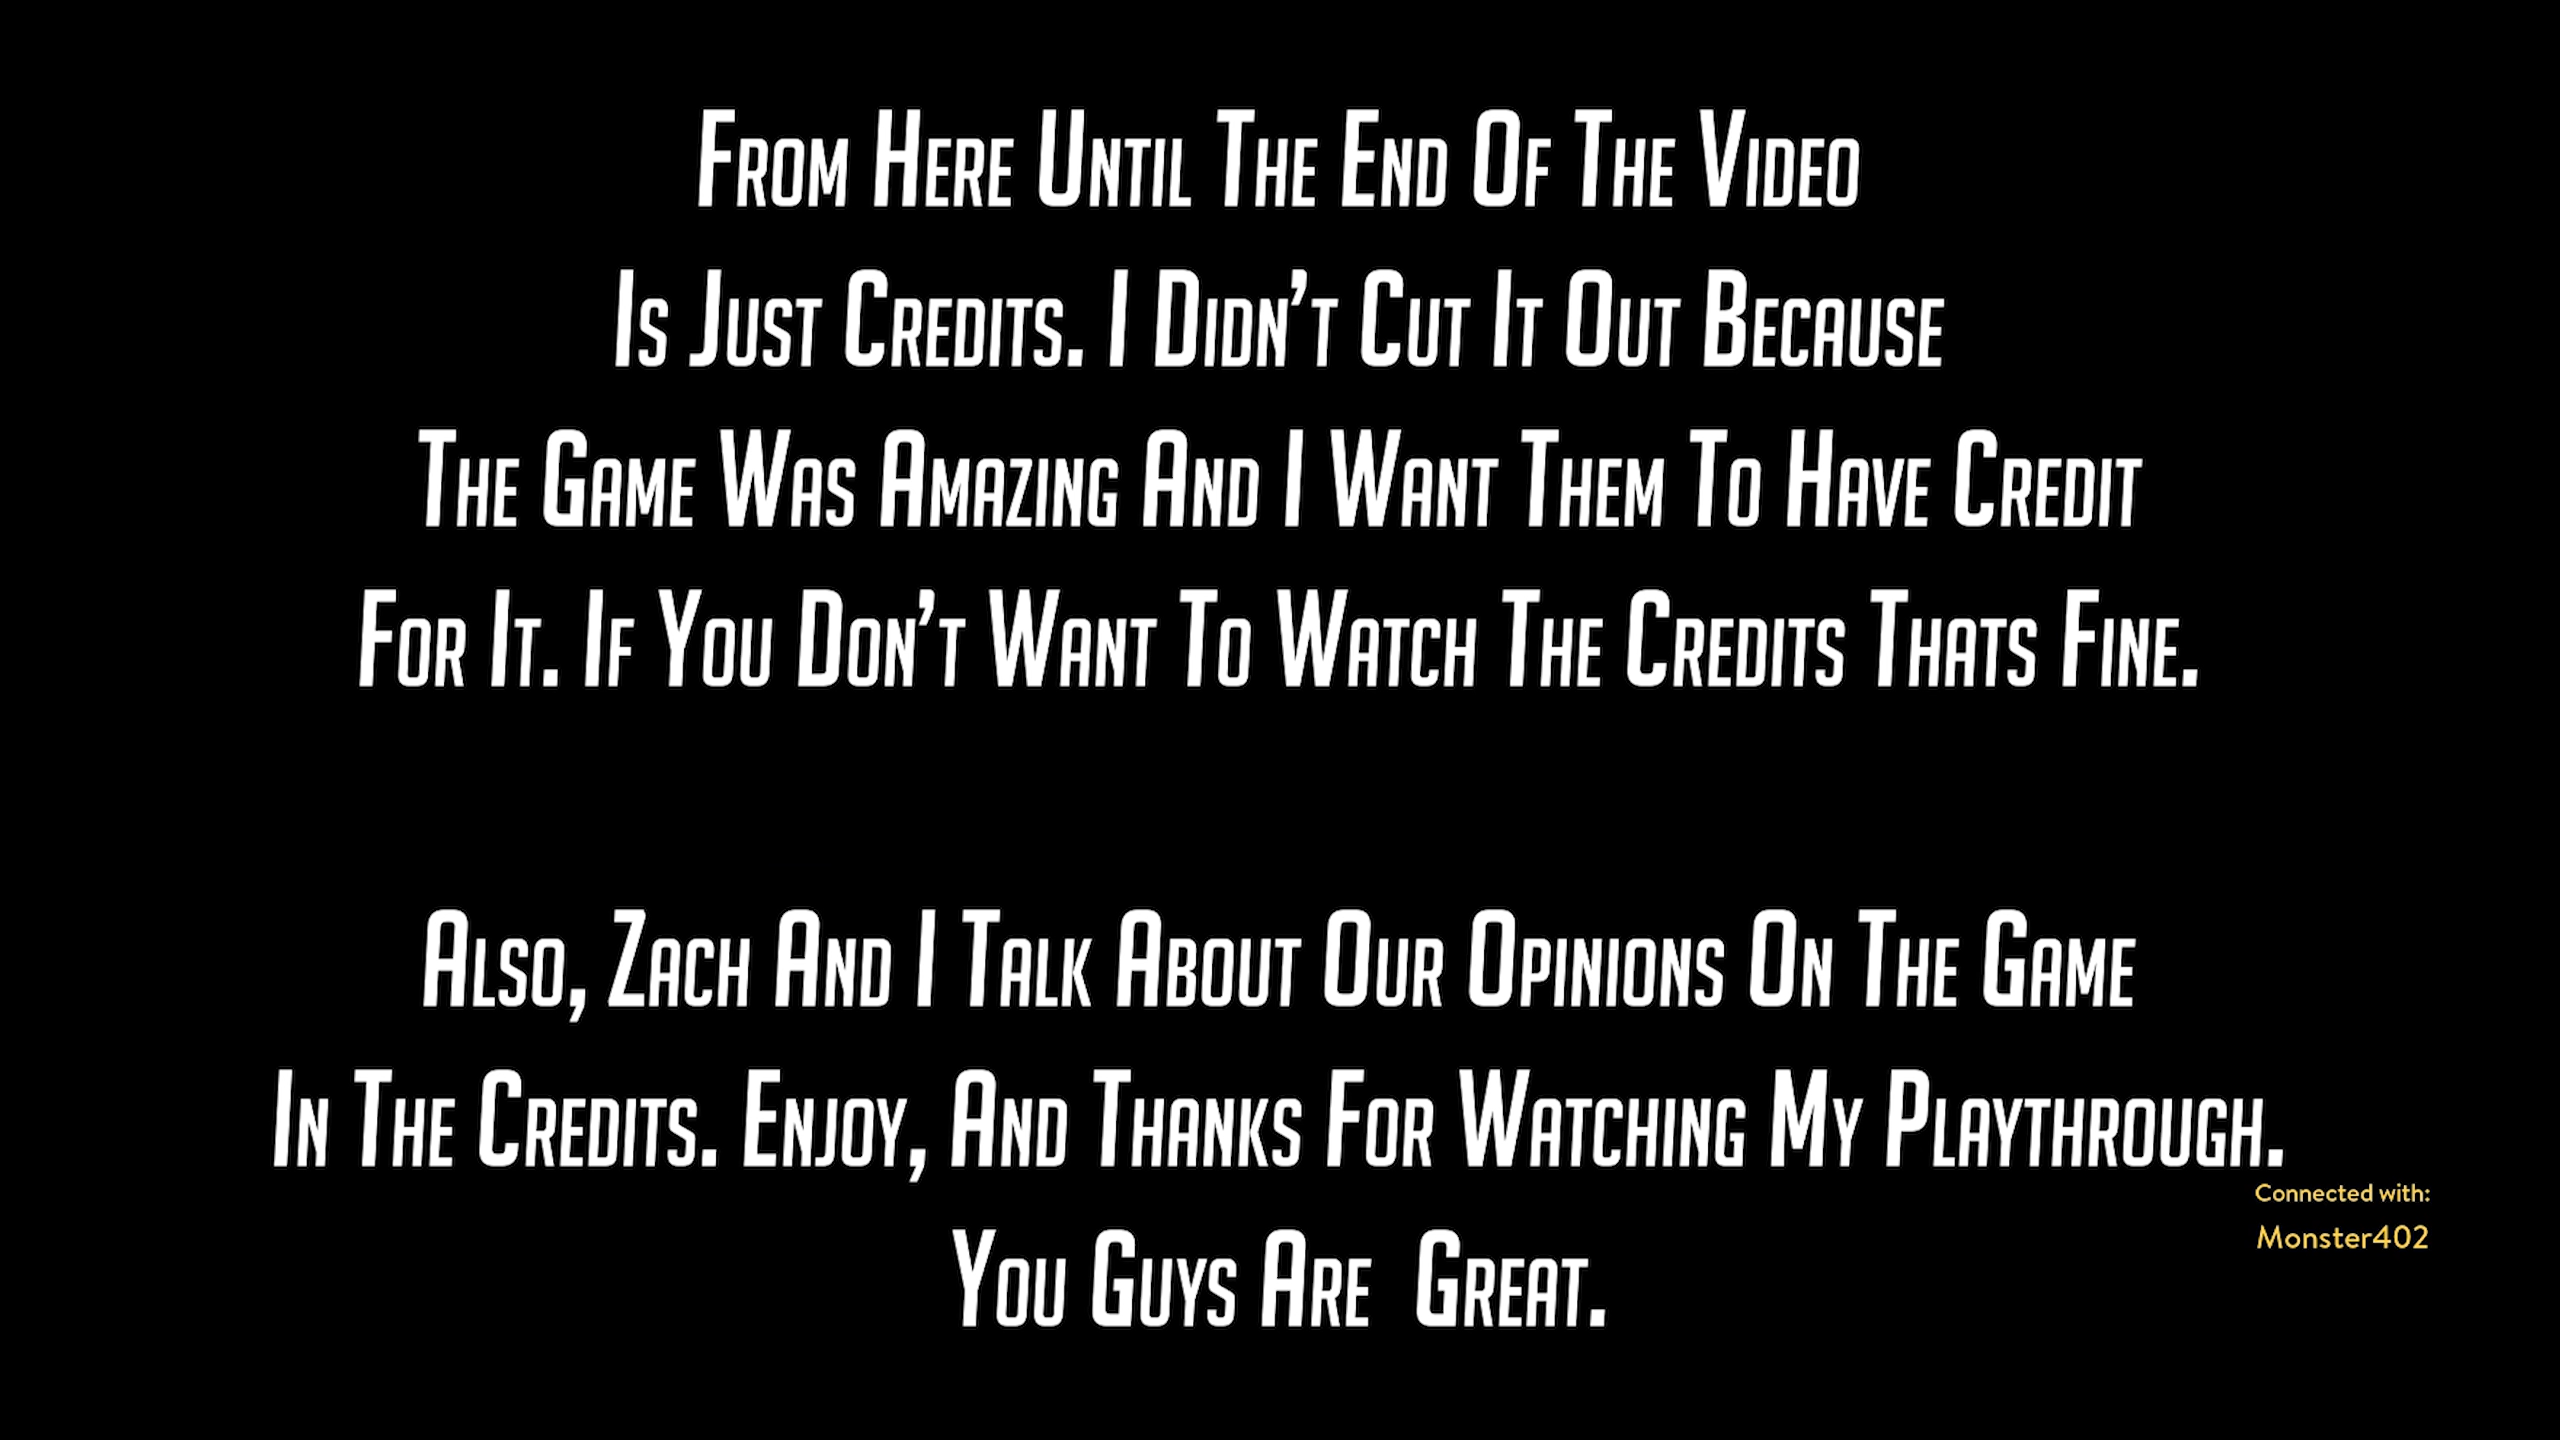 From Here Until The End Of The Video
Is Just Credits. I Didn't Cut It Out Because
The Game Was Amazing And I Want Them To Have Credit
For It. If You Don't Want To Watch The Credits Thats Fine.
Also, Zach And I Talk About Our Opinions On The Game
In The Credits. Enjoy, And Thanks For Watching My Playthrough.
You Guys Are  Great.
Connected with:
Monster402